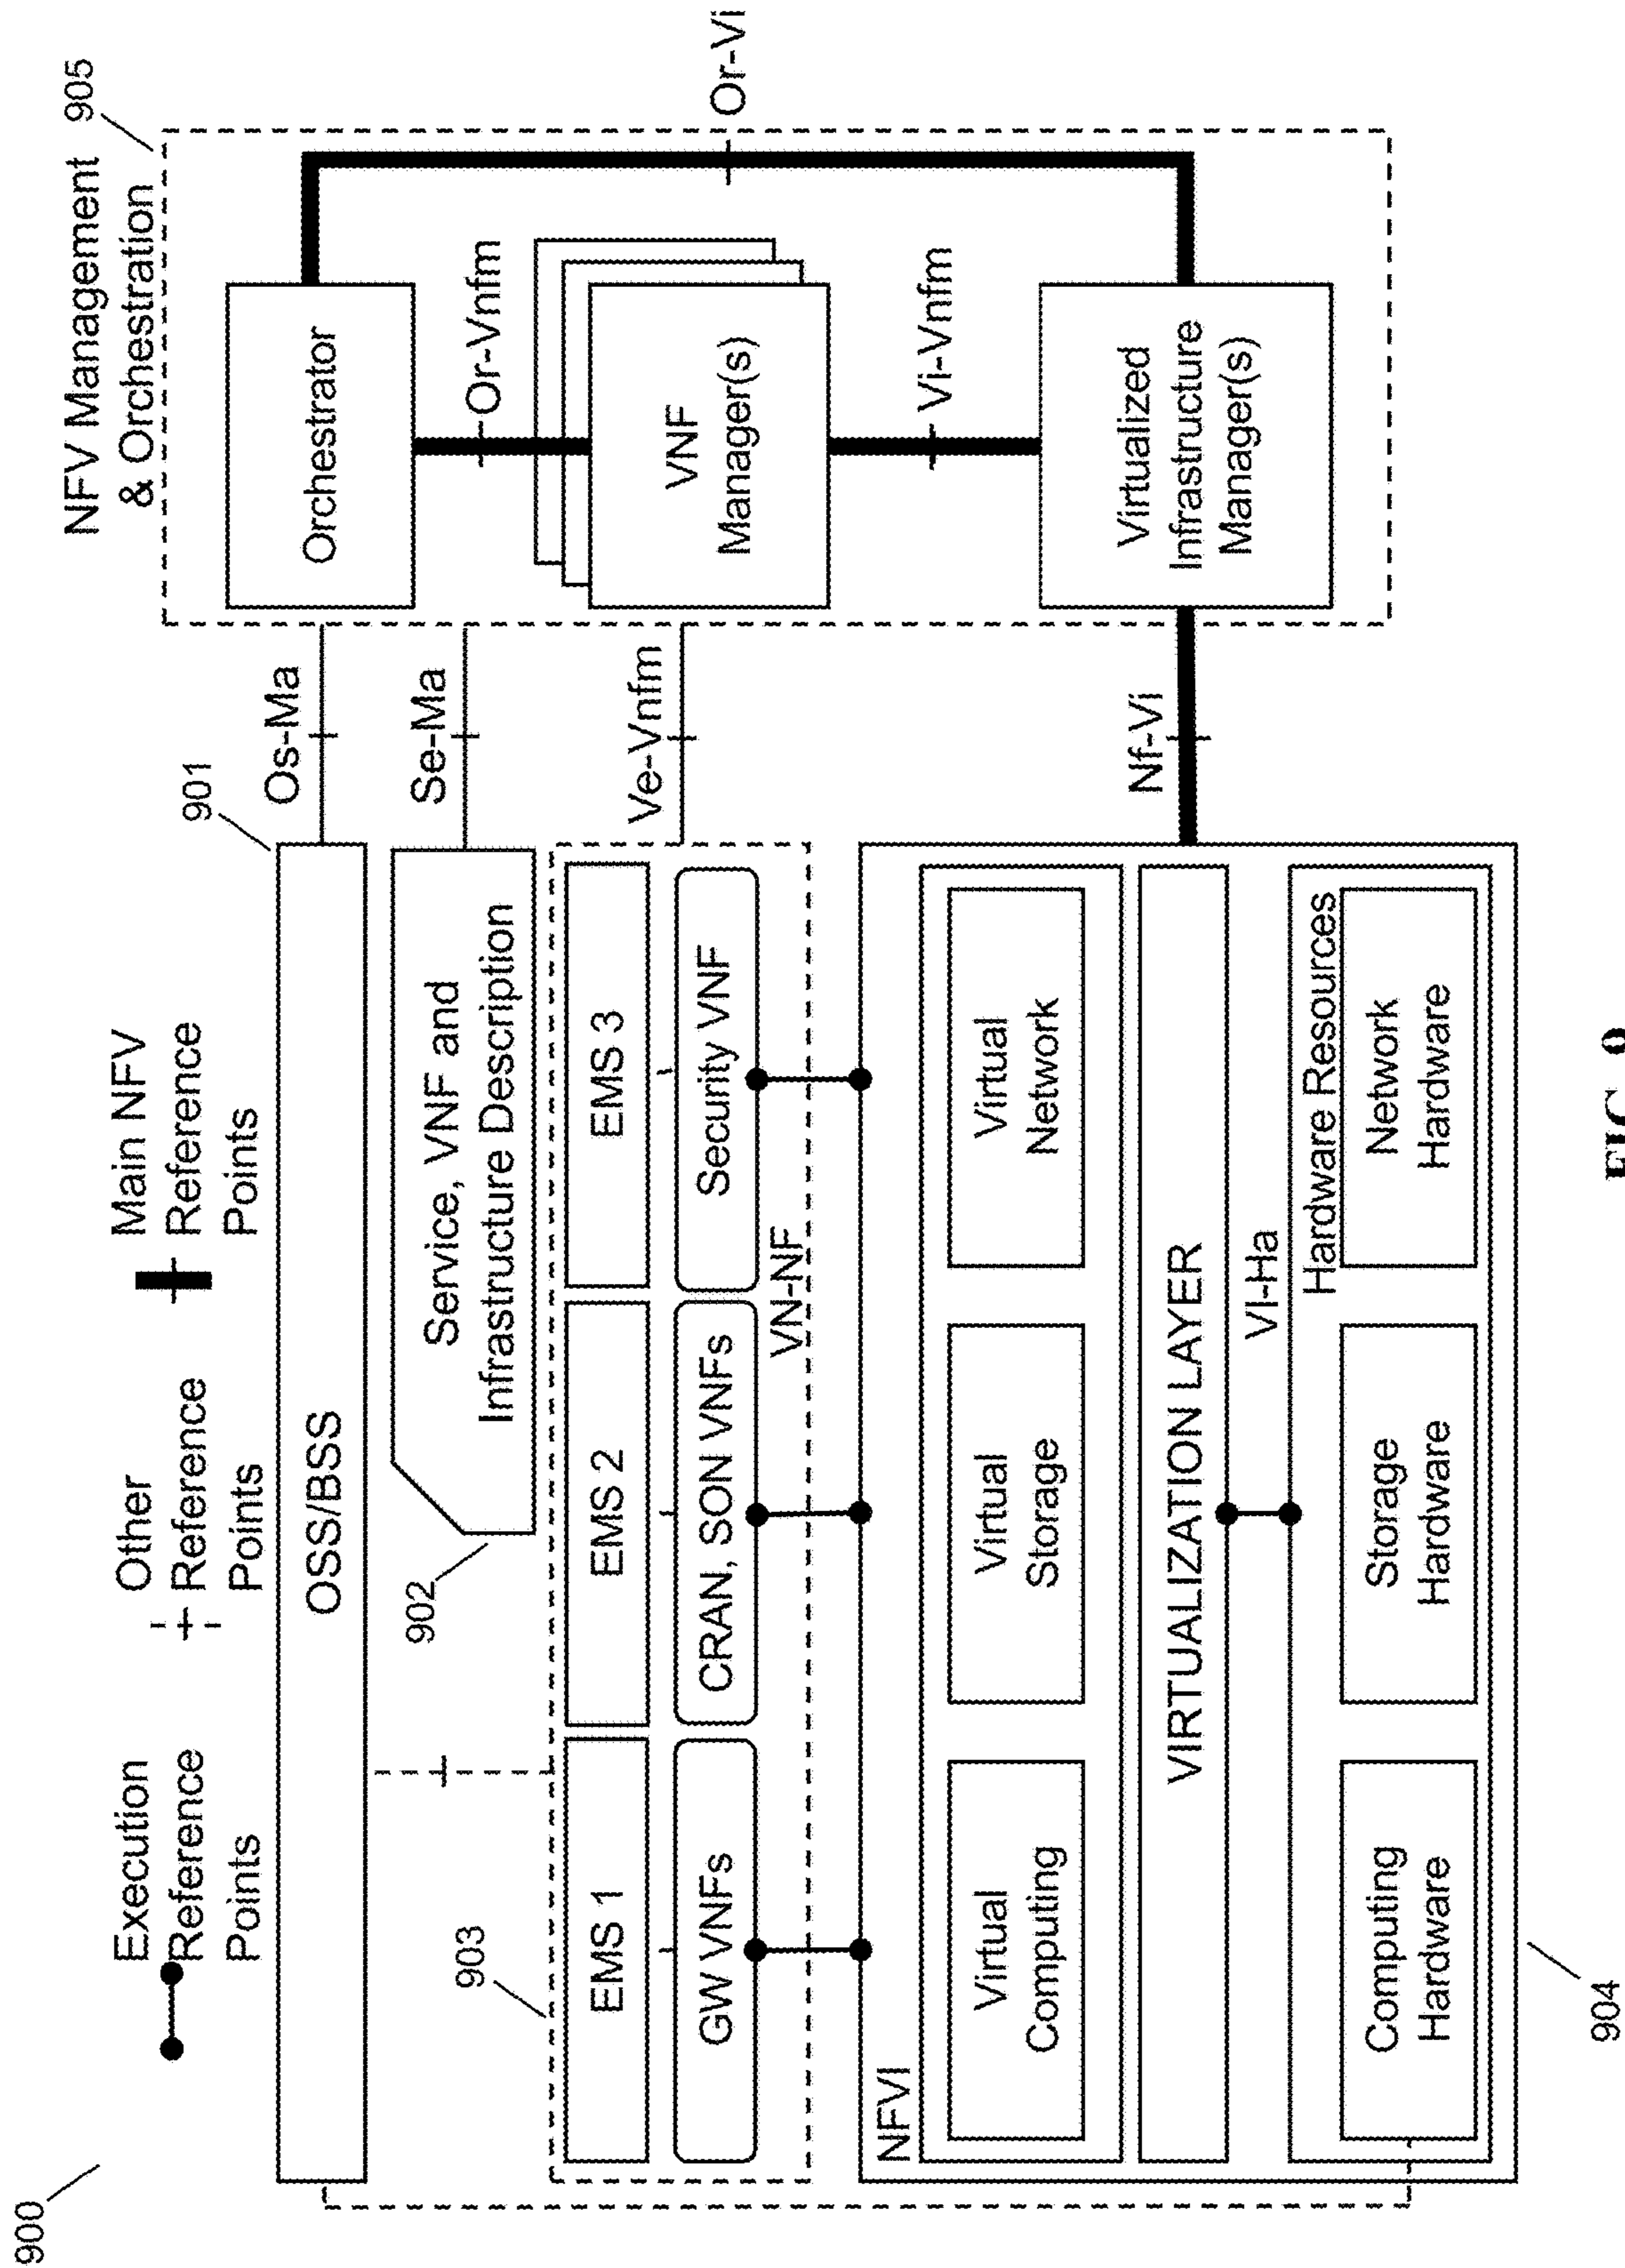 900
Execution
Reference
Points
Other
Reference
Points
Main NFV
Reference
Points
NFV Management
& Orchestration
905
901
OSS/BSS
Os-Ma
Orchestrator
902
Service, VNF and
Infrastructure Description
Se-Ma
Or-Vnfm
903
EMS 1
EMS 2
EMS 3
Ve-Vnfm
GW VNFs
CRAN, SON VNFs
Security VNF
VNF
Manager(s)
Or-Vi
VN-NF
NFVI
Vi-Vnfm
Virtual
Computing
Virtual
Storage
Virtual
Network
Nf-Vi
Virtualized
Infrastructure
Manager(s)
VIRTUALIZATION LAYER
VI-Ha
Hardware Resources
Computing
Hardware
Storage
Hardware
Network
Hardware
904